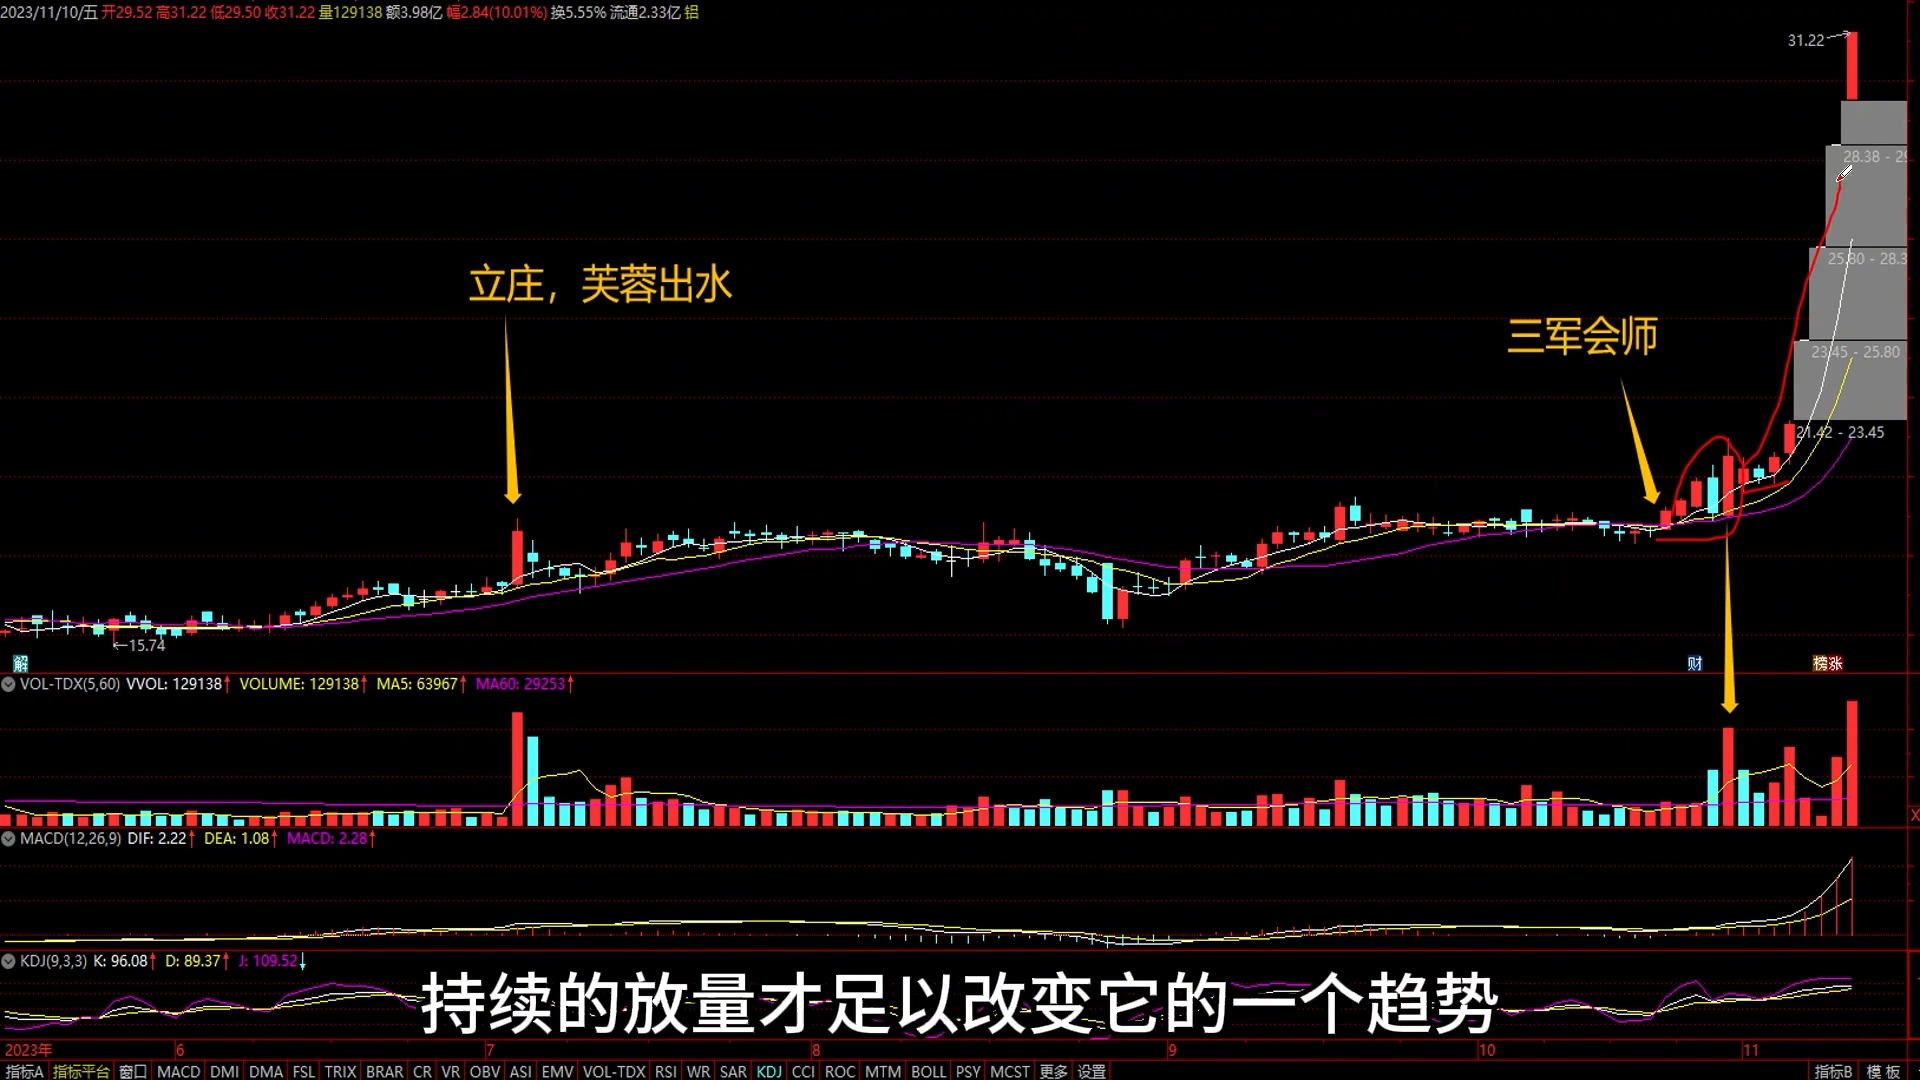 2023/11/10/五 开29.52 高31.22 低29.50 收31.22 量129138 额3.98亿 幅2.84(10.01%) 换5.55% 流通2.33亿 铝
31.22
28.38 - 29
25.80 - 28.3
立庄，芙蓉出水
三军会师
23.45 - 25.80
21.42 - 23.45
←15.74
解 财 榜 涨
VOL-TDX(5,60) VVOL: 129138↑ VOLUME: 129138↑ MA5: 63967↑ MA60: 29253↑
X
MACD(12,26,9) DIF: 2.22↑ DEA: 1.08↑ MACD: 2.28↑
KDJ(9,3,3) K: 96.08↑ D: 89.37↑ J: 109.52↓
持续的放量才足以改变它的一个趋势
2023年 6 7 8 9 10 11
指标A 指标平台 窗口 MACD DMI DMA FSL TRIX BRAR CR VR OBV ASI EMV VOL-TDX RSI WR SAR KDJ CCI ROC MTM BOLL PSY MCST 更多 设置 指标B 模板